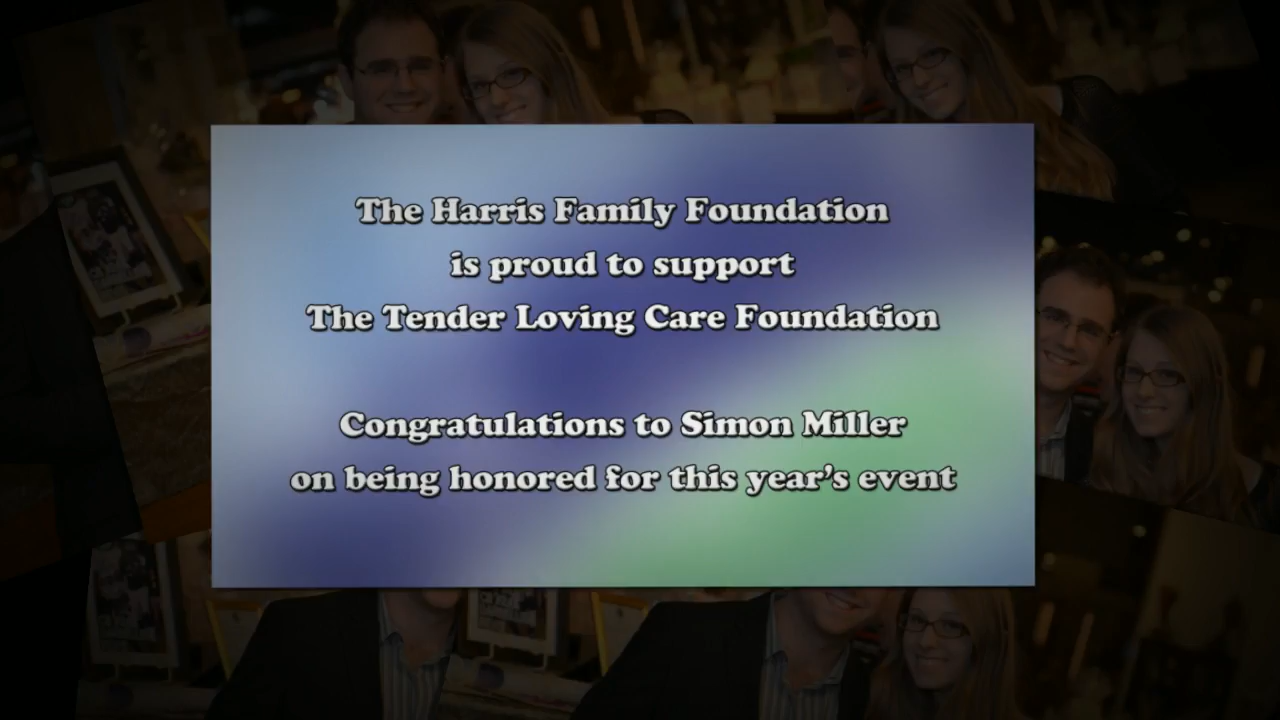 The Harris Family Foundation
is proud to support
The Tender Loving Care Foundation
Congratulations to Simon Miller
on being honored for this year's event